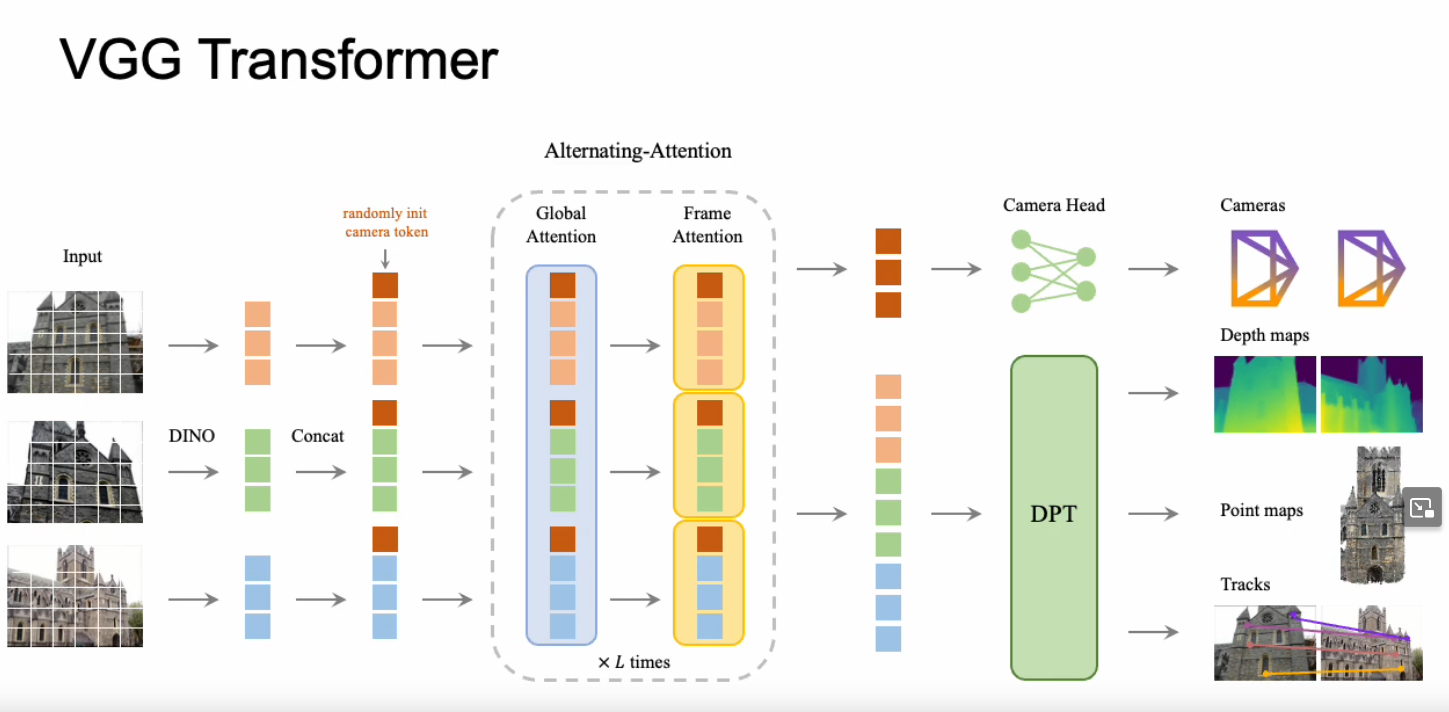 VGG Transformer
Alternating-Attention
randomly init
camera token
Global
Attention
Frame
Attention
Camera Head
Cameras
Input
Depth maps
DINO
Concat
DPT
Point maps
Tracks
× L times